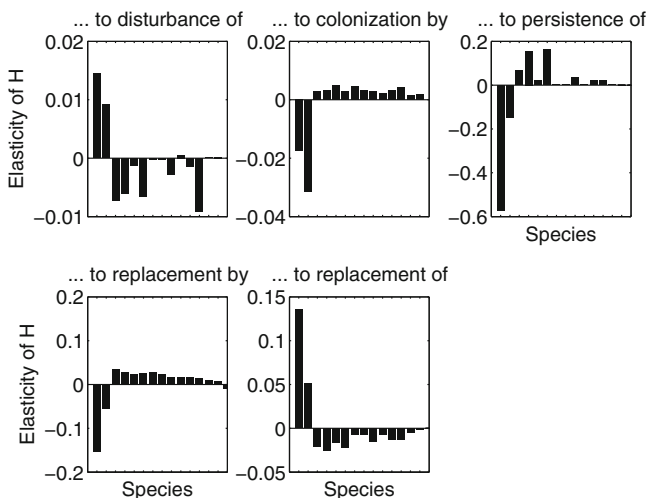 ... to disturbance of
... to colonization by
... to persistence of
Elasticity of H
0.02
0.01
0
−0.01
0.02
0
−0.02
−0.04
0.2
0
−0.2
−0.4
−0.6
Species
... to replacement by
... to replacement of
Elasticity of H
0.2
0.1
0
−0.1
−0.2
Species
0.15
0.1
0.05
0
−0.05
Species